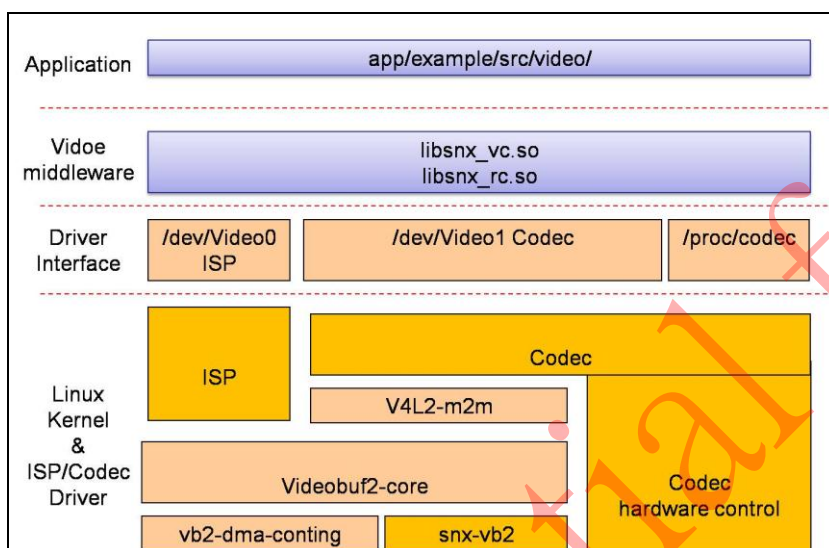 Application
app/example/src/video/
Vidoe
middleware
libsnx_vc.so
libsnx_rc.so
Driver
Interface
/dev/Video0
ISP
/dev/Video1 Codec
/proc/codec
Linux
Kernel
&
ISP/Codec
Driver
ISP
Codec
V4L2-m2m
Videobuf2-core
Codec
hardware control
vb2-dma-conting
snx-vb2
tial f